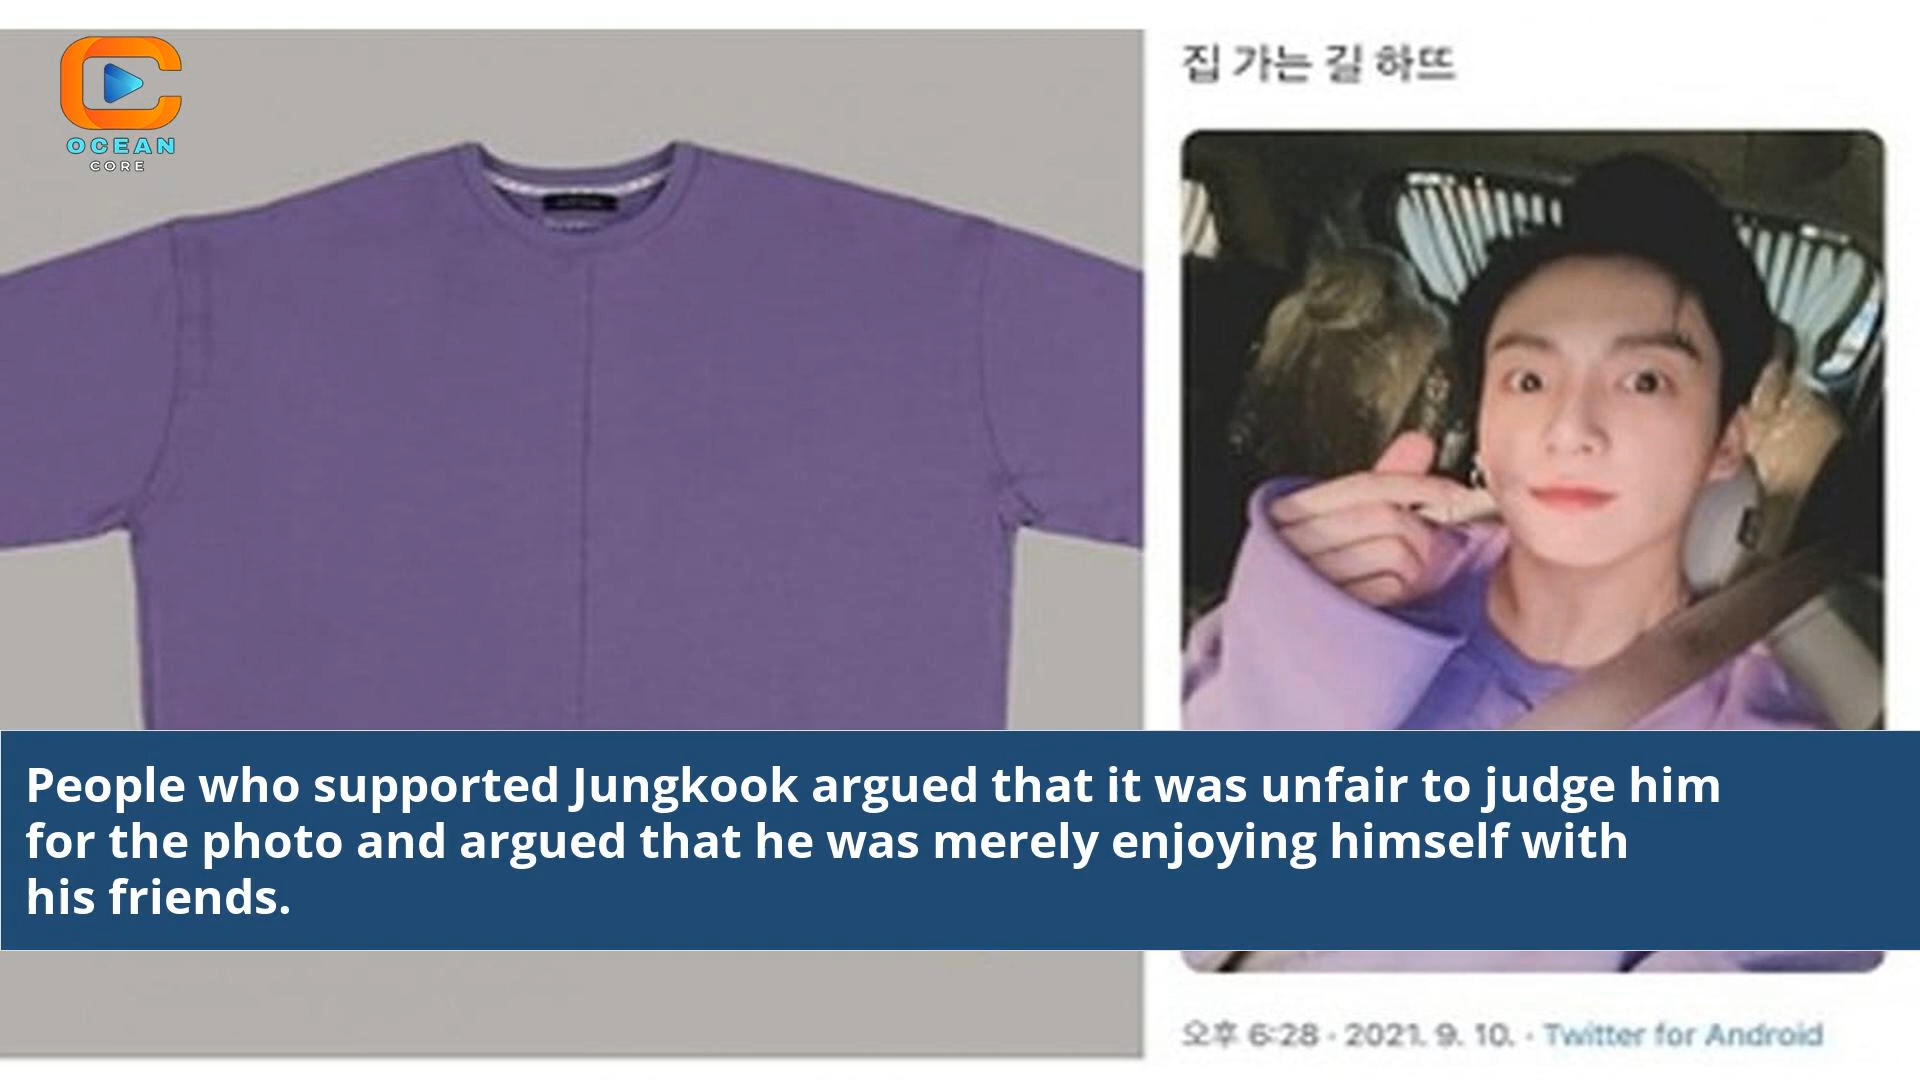 OCEAN
CORE
집 가는 길 하뜨
People who supported Jungkook argued that it was unfair to judge him
for the photo and argued that he was merely enjoying himself with
his friends.
오후 6:28 · 2021. 9. 10. · Twitter for Android